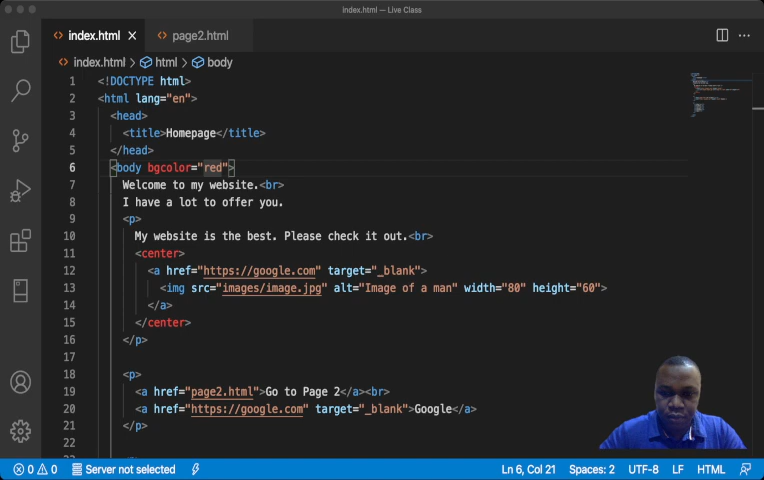 index.html — Live Class
index.html
page2.html
index.html > html > body
1 <!DOCTYPE html>
2 <html lang="en">
3 <head>
4 <title>Homepage</title>
5 </head>
6 <body bgcolor="red">
7 Welcome to my website.<br>
8 I have a lot to offer you.
9 <p>
10 My website is the best. Please check it out.<br>
11 <center>
12 <a href="https://google.com" target="_blank">
13 <img src="images/image.jpg" alt="Image of a man" width="80" height="60">
14 </a>
15 </center>
16 </p>
17
18 <p>
19 <a href="page2.html">Go to Page 2</a><br>
20 <a href="https://google.com" target="_blank">Google</a>
21 </p>
22
0 0 Server not selected Ln 6, Col 21 Spaces: 2 UTF-8 LF HTML